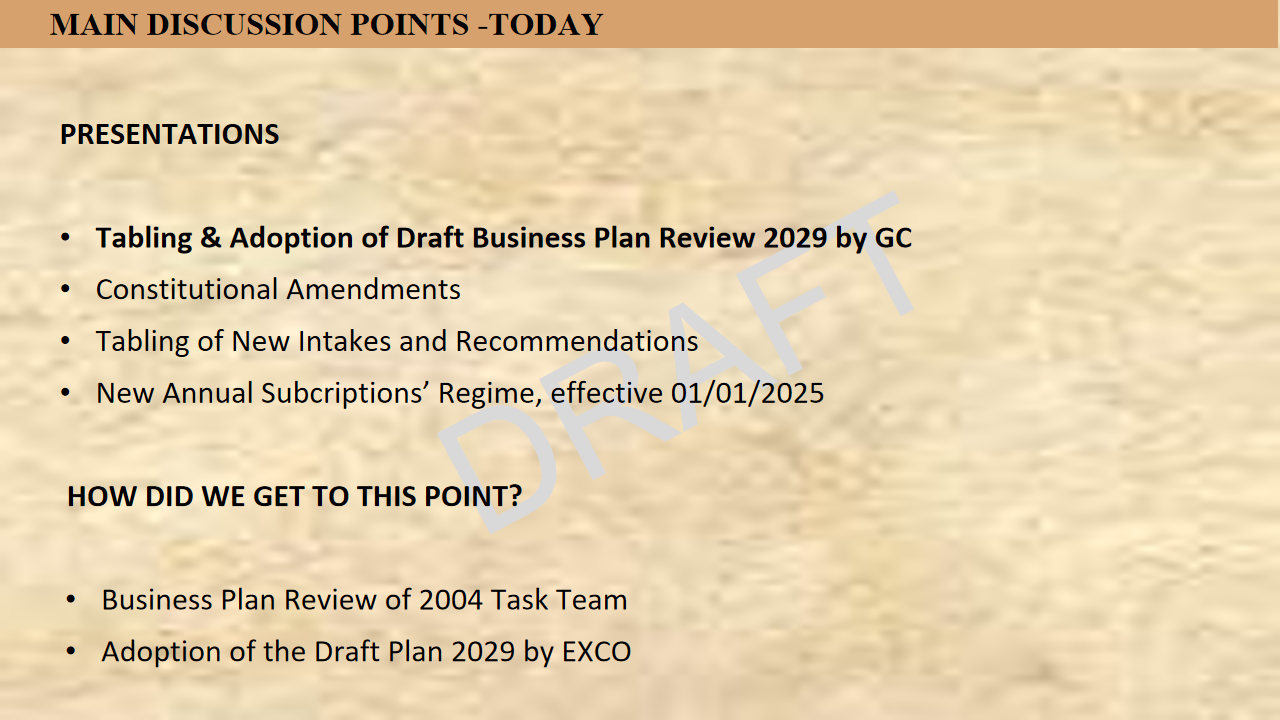 MAIN DISCUSSION POINTS -TODAY
PRESENTATIONS
• Tabling & Adoption of Draft Business Plan Review 2029 by GC
• Constitutional Amendments
• Tabling of New Intakes and Recommendations
• New Annual Subcriptions’ Regime, effective 01/01/2025
DRAFT
HOW DID WE GET TO THIS POINT?
• Business Plan Review of 2004 Task Team
• Adoption of the Draft Plan 2029 by EXCO